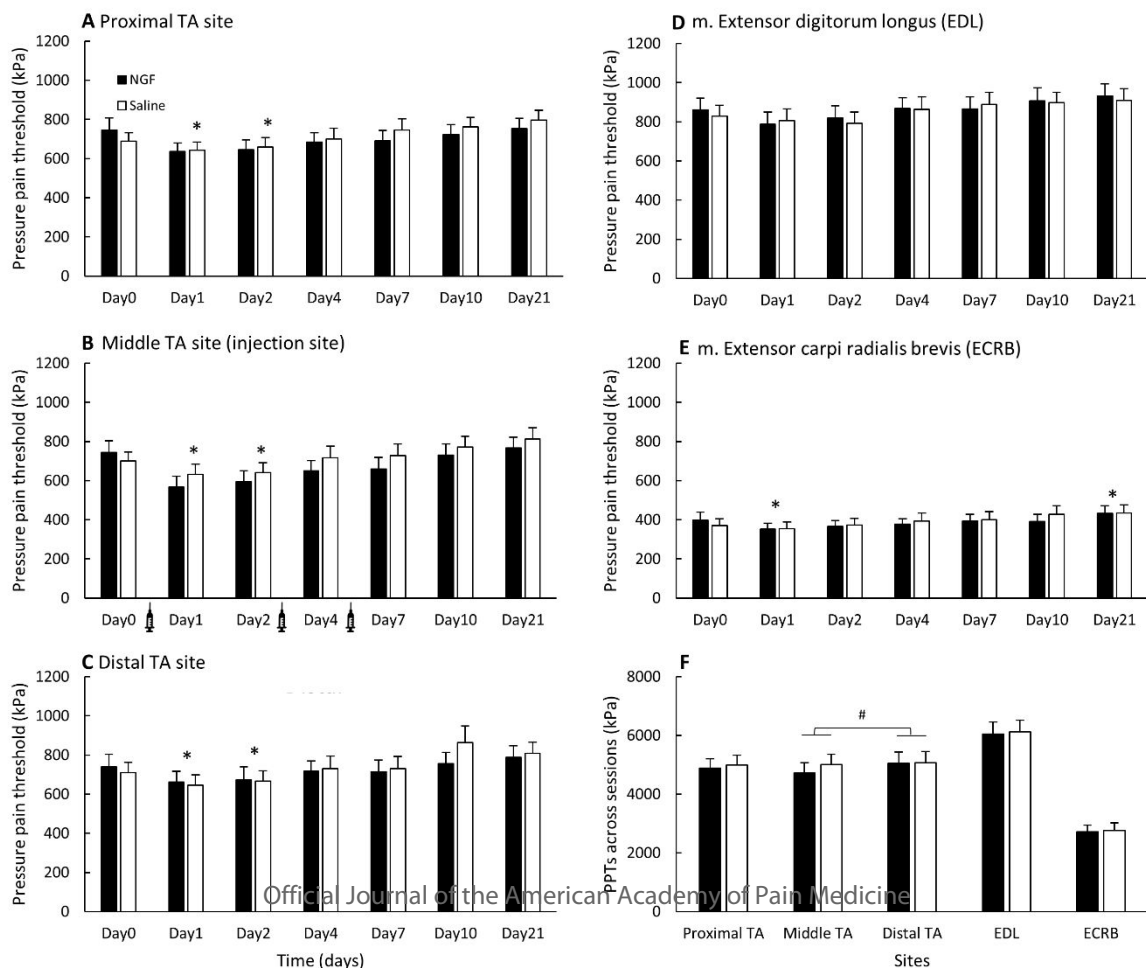 A Proximal TA site
Pressure pain threshold (kPa)
1200
1000
800
600
400
200
0
NGF
Saline
*
*
Day0 Day1 Day2 Day4 Day7 Day10 Day21
B Middle TA site (injection site)
Pressure pain threshold (kPa)
1200
1000
800
600
400
200
0
*
*
Day0 Day1 Day2 Day4 Day7 Day10 Day21
C Distal TA site
Pressure pain threshold (kPa)
1200
1000
800
600
400
200
0
*
*
Day0 Day1 Day2 Day4 Day7 Day10 Day21
Time (days)
D m. Extensor digitorum longus (EDL)
Pressure pain threshold (kPa)
1200
1000
800
600
400
200
0
Day0 Day1 Day2 Day4 Day7 Day10 Day21
E m. Extensor carpi radialis brevis (ECRB)
Pressure pain threshold (kPa)
1200
1000
800
600
400
200
0
*
*
Day0 Day1 Day2 Day4 Day7 Day10 Day21
F
PPTs across sessions (kPa)
8000
6000
4000
2000
0
#
Proximal TA Middle TA Distal TA EDL ECRB
Sites
Official Journal of the American Academy of Pain Medicine